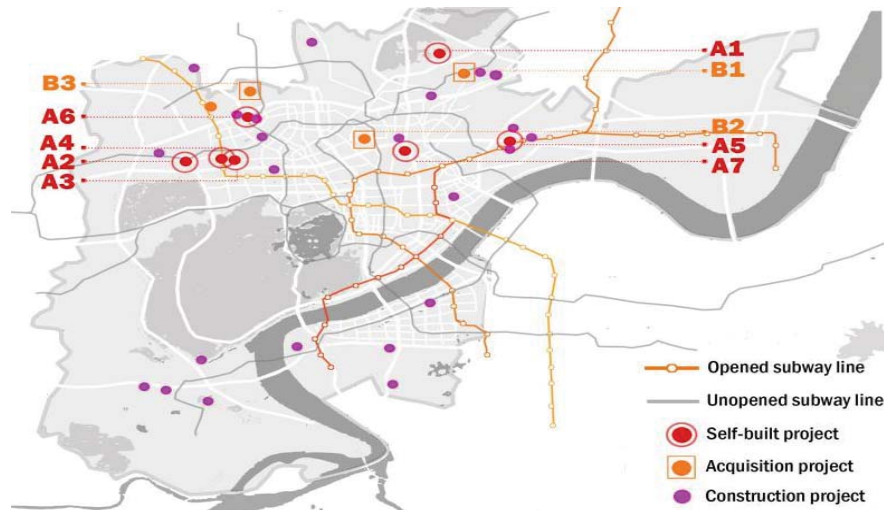 A1
B1
B3
A6
B2
A4
A5
A2
A7
A3
Opened subway line
Unopened subway line
Self-built project
Acquisition project
Construction project